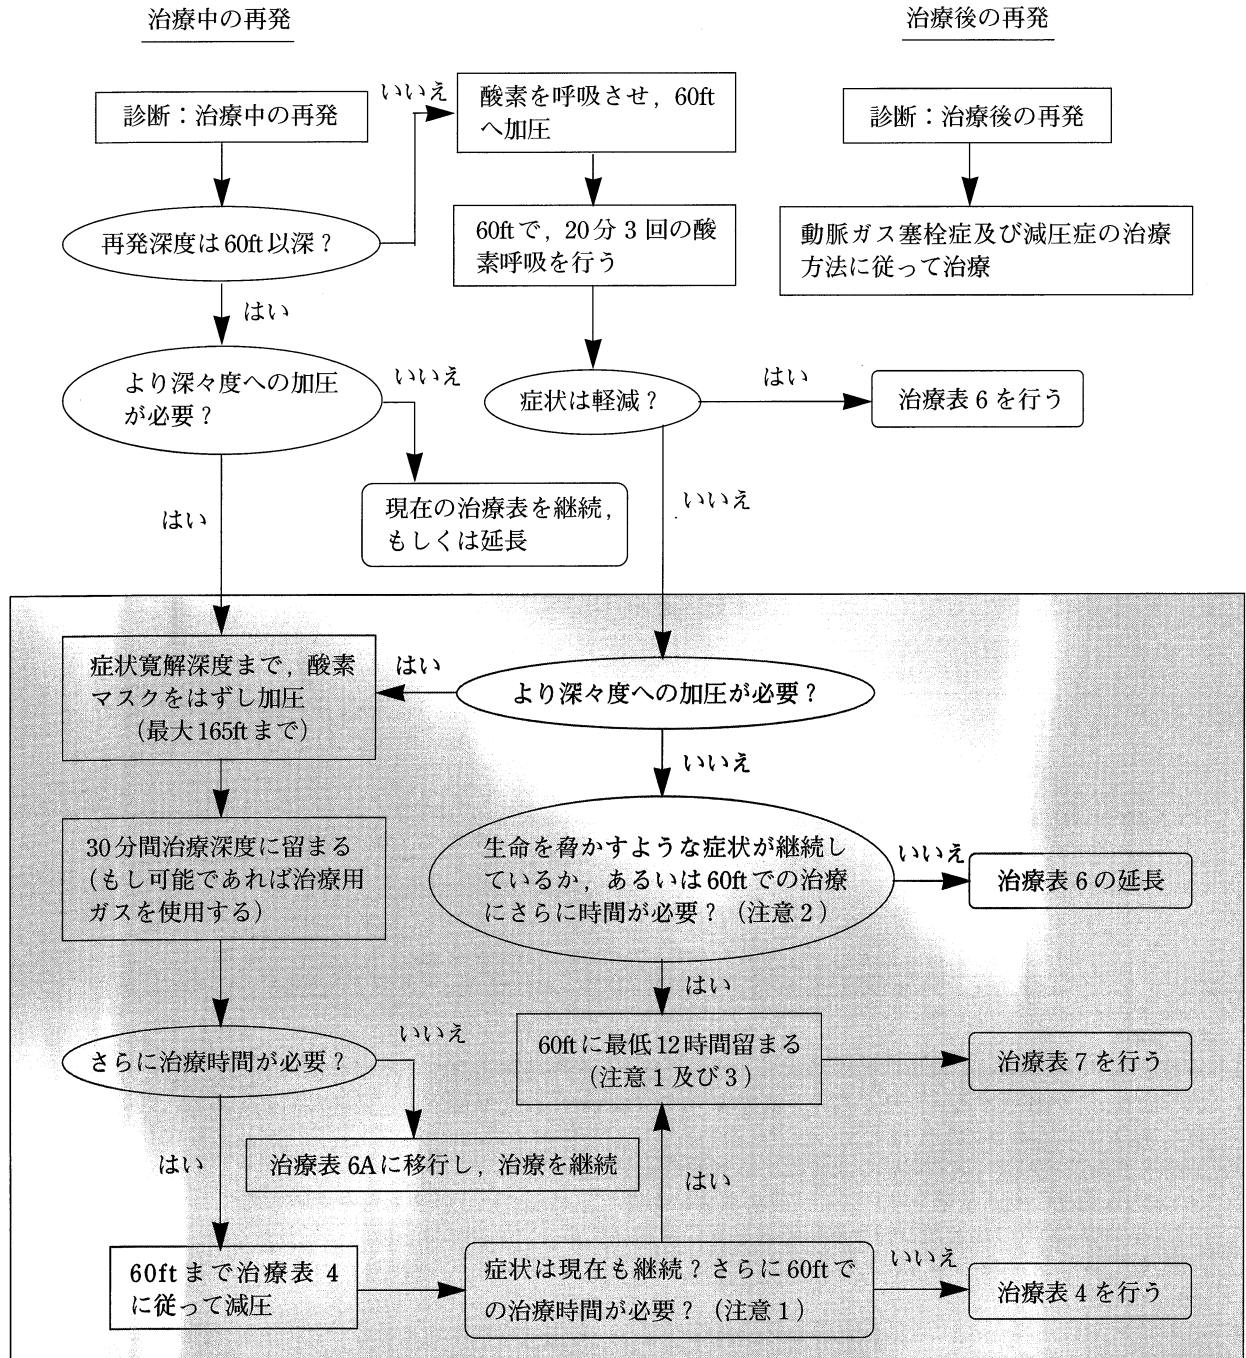 治療中の再発
治療後の再発
診断：治療中の再発
いいえ
酸素を呼吸させ，60ft
へ加圧
診断：治療後の再発
再発深度は60ft以深？
60ftで，20分3回の酸
素呼吸を行う
動脈ガス塞栓症及び減圧症の治療
方法に従って治療
はい
より深々度への加圧
が必要？
いいえ
症状は軽減？
はい
治療表6を行う
はい
現在の治療表を継続，
もしくは延長
いいえ
症状寛解深度まで，酸素
マスクをはずし加圧
（最大165ftまで）
はい
より深々度への加圧が必要？
いいえ
30分間治療深度に留まる
（もし可能であれば治療用
ガスを使用する）
生命を脅かすような症状が継続し
ているか，あるいは60ftでの治療
にさらに時間が必要？（注意2）
いいえ
治療表6の延長
はい
さらに治療時間が必要？
いいえ
60ftに最低12時間留まる
（注意1及び3）
治療表7を行う
はい
治療表6Aに移行し，治療を継続
はい
60ftまで治療表4
に従って減圧
症状は現在も継続？さらに60ftで
の治療時間が必要？（注意1）
いいえ
治療表4を行う